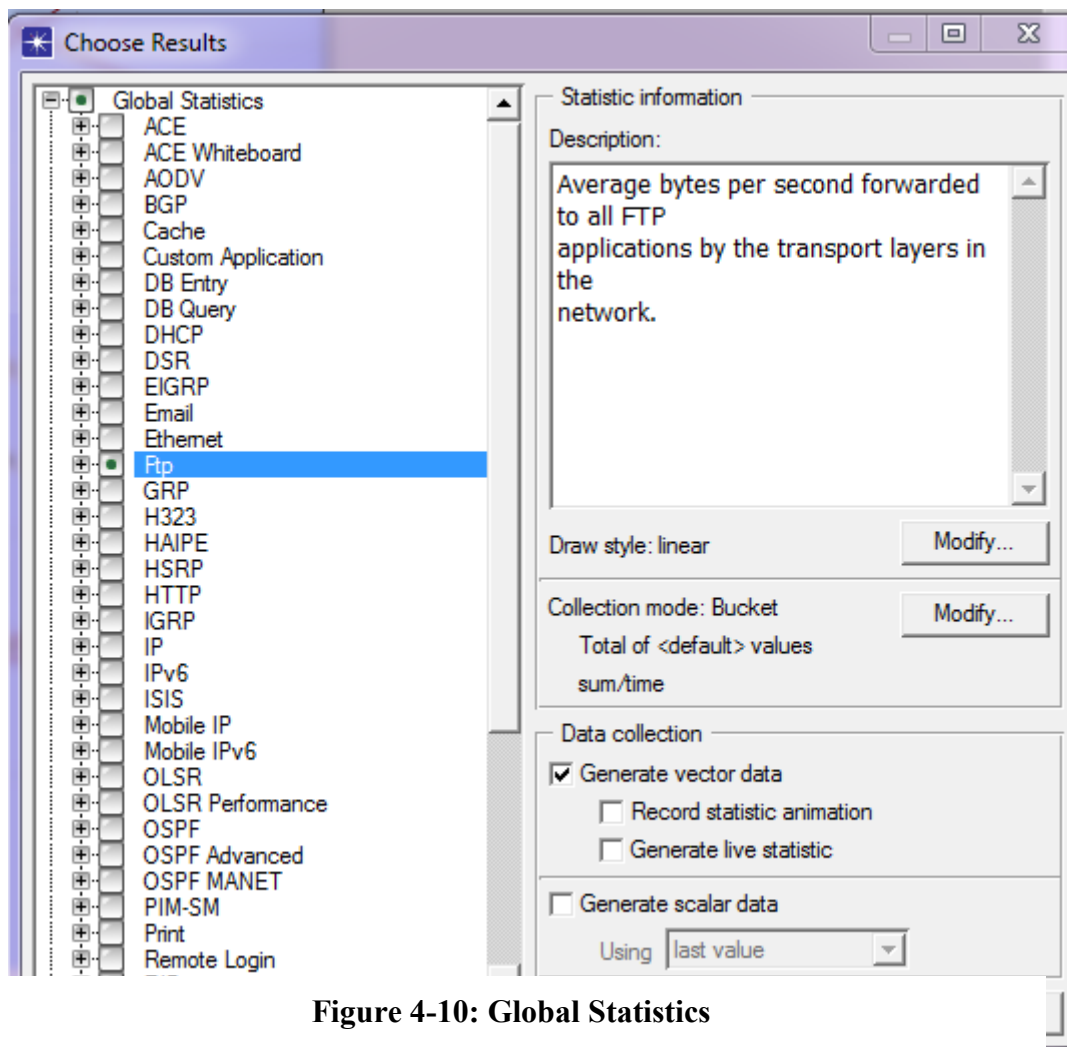 Choose Results
Global Statistics
ACE
ACE Whiteboard
AODV
BGP
Cache
Custom Application
DB Entry
DB Query
DHCP
DSR
EIGRP
Email
Ethernet
Ftp
GRP
H323
HAIPE
HSRP
HTTP
IGRP
IP
IPv6
ISIS
Mobile IP
Mobile IPv6
OLSR
OLSR Performance
OSPF
OSPF Advanced
OSPF MANET
PIM-SM
Print
Remote Login
Statistic information
Description:
Average bytes per second forwarded
to all FTP
applications by the transport layers in
the
network.
Draw style: linear
Modify...
Collection mode: Bucket
Modify...
Total of <default> values
sum/time
Data collection
Generate vector data
Record statistic animation
Generate live statistic
Generate scalar data
Using last value
Figure 4-10: Global Statistics